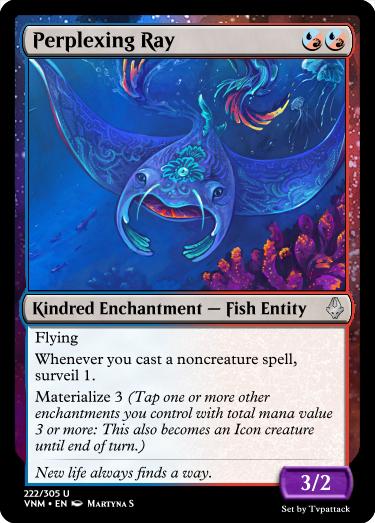 Perplexing Ray
Kindred Enchantment — Fish Entity
Flying
Whenever you cast a noncreature spell,
surveil 1.
Materialize 3 (Tap one or more other
enchantments you control with total mana value
3 or more: This also becomes an Icon creature
until end of turn.)
New life always finds a way.
3/2
222/305 U
VNM • EN Martyna S
Set by Tvpattack